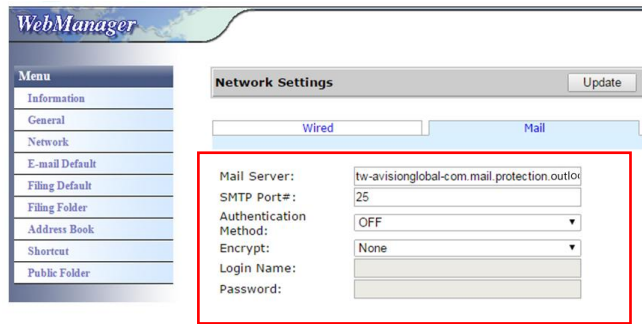 WebManager
Menu
Information
General
Network
E-mail Default
Filing Default
Filing Folder
Address Book
Shortcut
Public Folder
Network Settings
Update
Wired
Mail
Mail Server:
tw-avisionglobal-com.mail.protection.outloo
SMTP Port#:
25
Authentication
Method:
OFF
Encrypt:
None
Login Name:
Password: